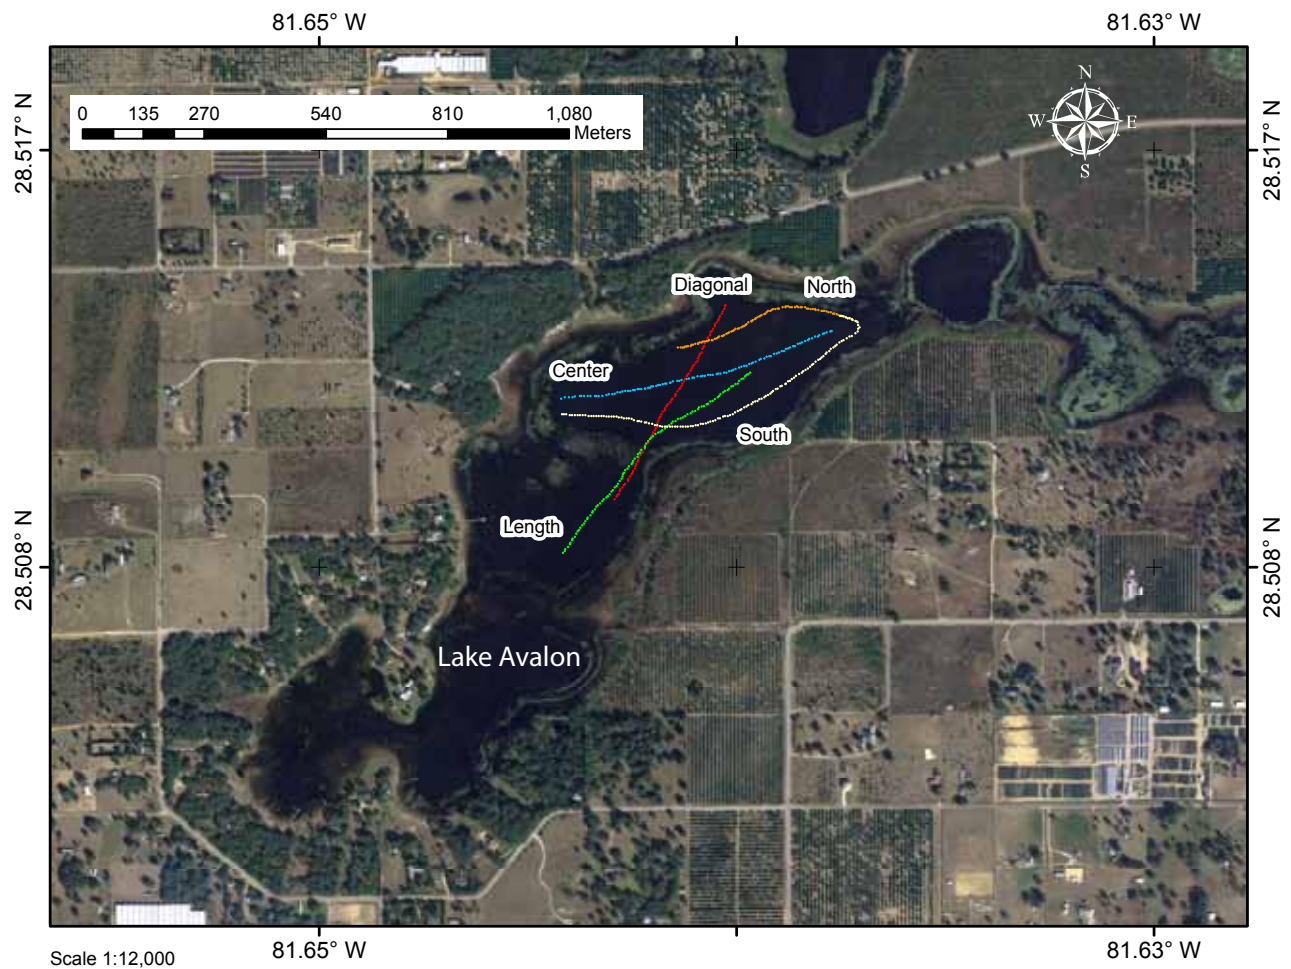 81.65° W 81.63° W
0 135 270 540 810 1,080
Meters
N
W E
S
28.517° N 28.517° N
Diagonal North
Center
South
Length
28.508° N 28.508° N
Lake Avalon
81.65° W 81.63° W
Scale 1:12,000